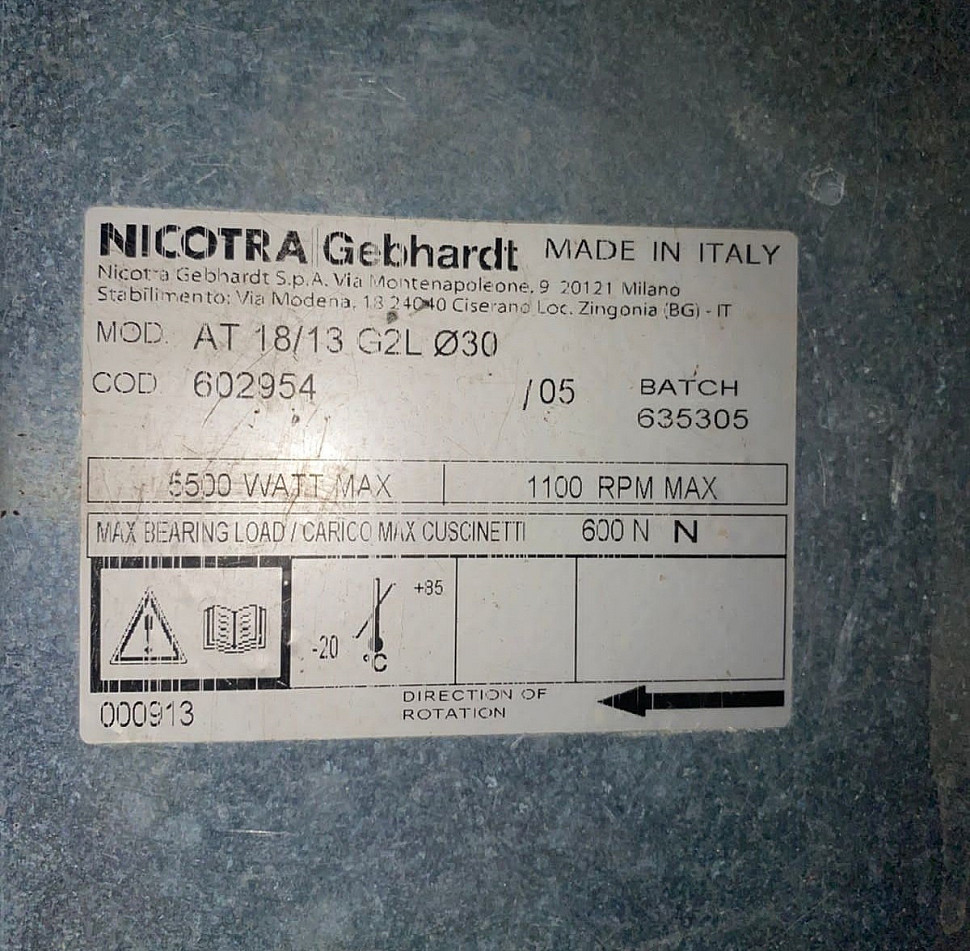 NICOTRA Gebhardt MADE IN ITALY
Nicotra Gebhardt S.p.A. Via Montenapoleone, 9 20121 Milano
Stabilimento: Via Modena, 18 24040 Ciserano Loc. Zingonia (BG) - IT
MOD. AT 18/13 G2L Ø30
COD 602954 /05 BATCH
635305
5500 WATT MAX 1100 RPM MAX
MAX BEARING LOAD / CARICO MAX CUSCINETTI 600 N N
+85
-20
°C
DIRECTION OF
ROTATION
000913